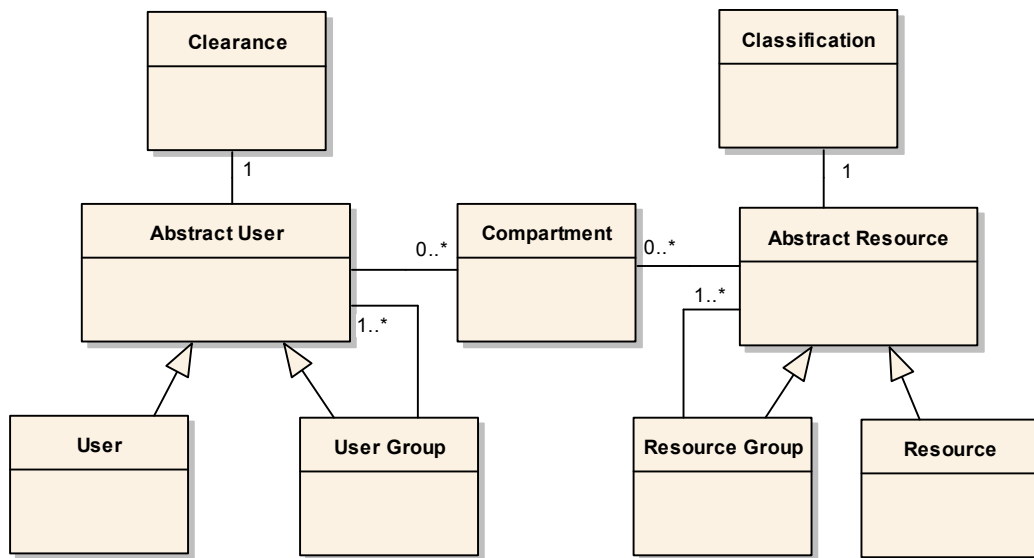 Clearance
Classification
1
1
Abstract User
Compartment
Abstract Resource
0..*
0..*
1..*
1..*
User
User Group
Resource Group
Resource